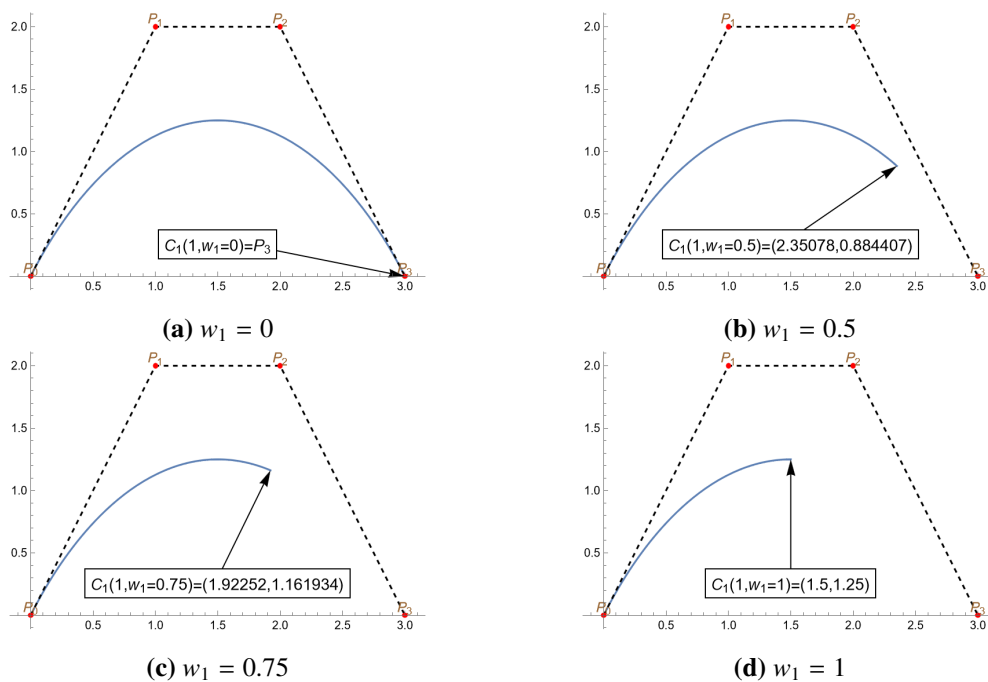 2.0
P1
P2
1.5
1.0
0.5
C1(1,w1=0)=P3
P0
P3
0.5
1.0
1.5
2.0
2.5
3.0
(a) w1 = 0
2.0
P1
P2
1.5
1.0
0.5
C1(1,w1=0.5)=(2.35078,0.884407)
P0
P3
0.5
1.0
1.5
2.0
2.5
3.0
(b) w1 = 0.5
2.0
P1
P2
1.5
1.0
0.5
C1(1,w1=0.75)=(1.92252,1.161934)
P0
P3
0.5
1.0
1.5
2.0
2.5
3.0
(c) w1 = 0.75
2.0
P1
P2
1.5
1.0
0.5
C1(1,w1=1)=(1.5,1.25)
P0
P3
0.5
1.0
1.5
2.0
2.5
3.0
(d) w1 = 1